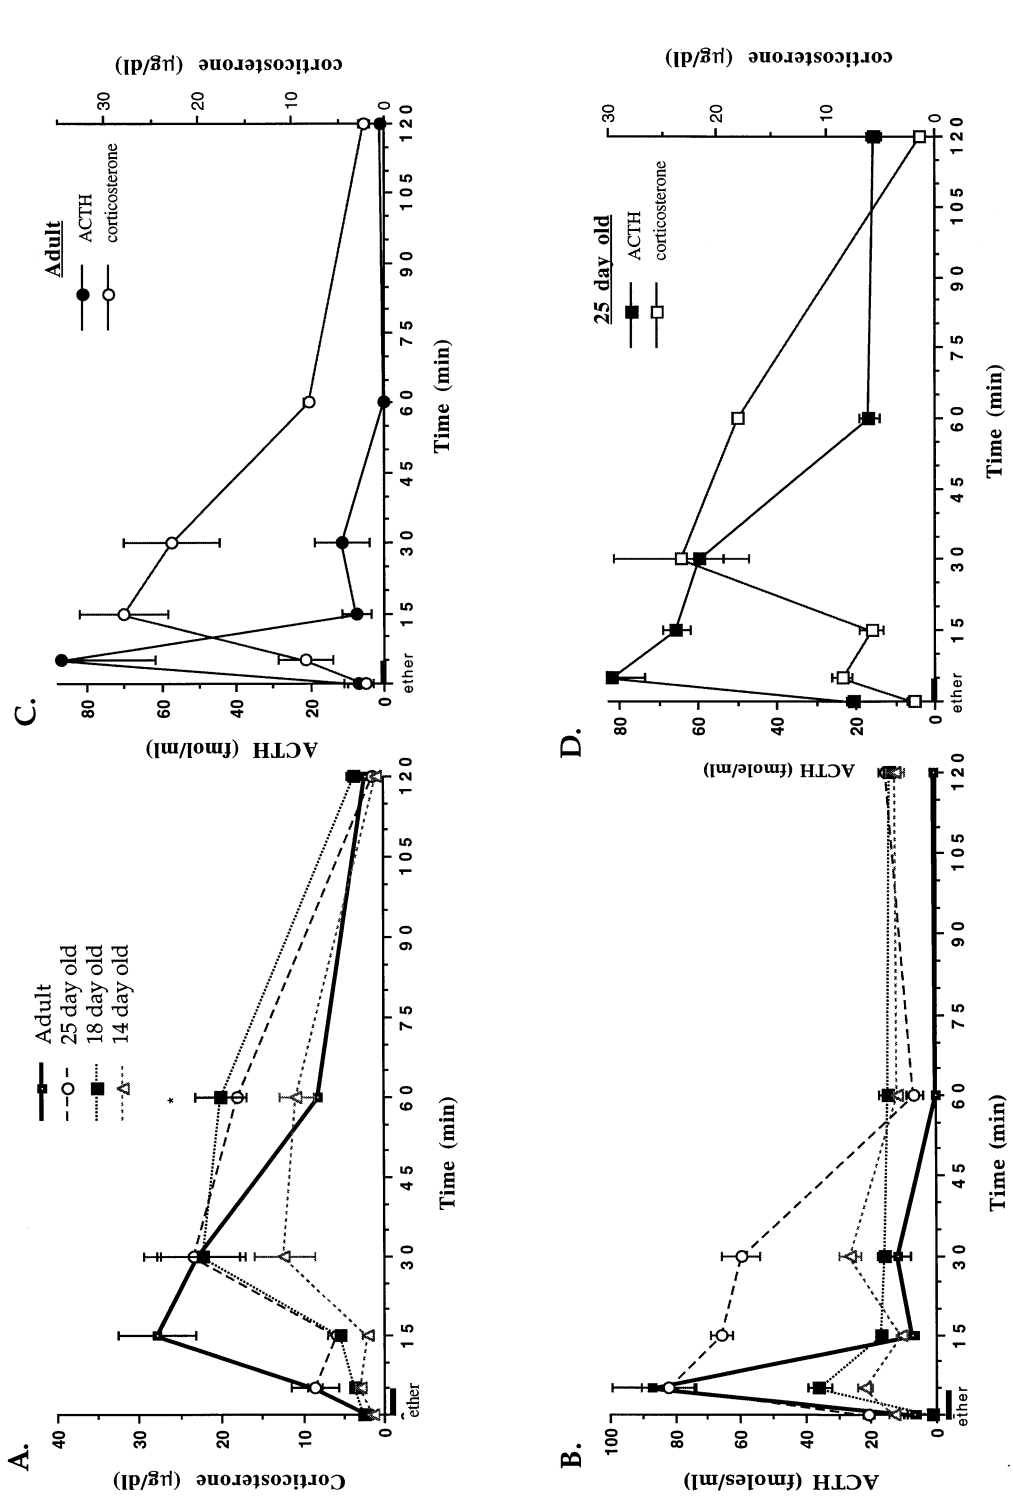 A.
Corticosterone (µg/dl)
40
30
20
10
0
Adult
25 day old
18 day old
14 day old
*
ether
15
30
45
60
75
90
105
120
Time (min)
B.
ACTH (fmoles/ml)
100
80
60
40
20
0
ether
15
30
45
60
75
90
105
120
Time (min)
C.
ACTH (fmol/ml)
80
60
40
20
0
Adult
ACTH
corticosterone
corticosterone (µg/dl)
30
20
10
0
ether
15
30
45
60
75
90
105
120
Time (min)
D.
ACTH (fmole/ml)
80
60
40
20
0
25 day old
ACTH
corticosterone
corticosterone (µg/dl)
30
20
10
0
ether
15
30
45
60
75
90
105
120
Time (min)